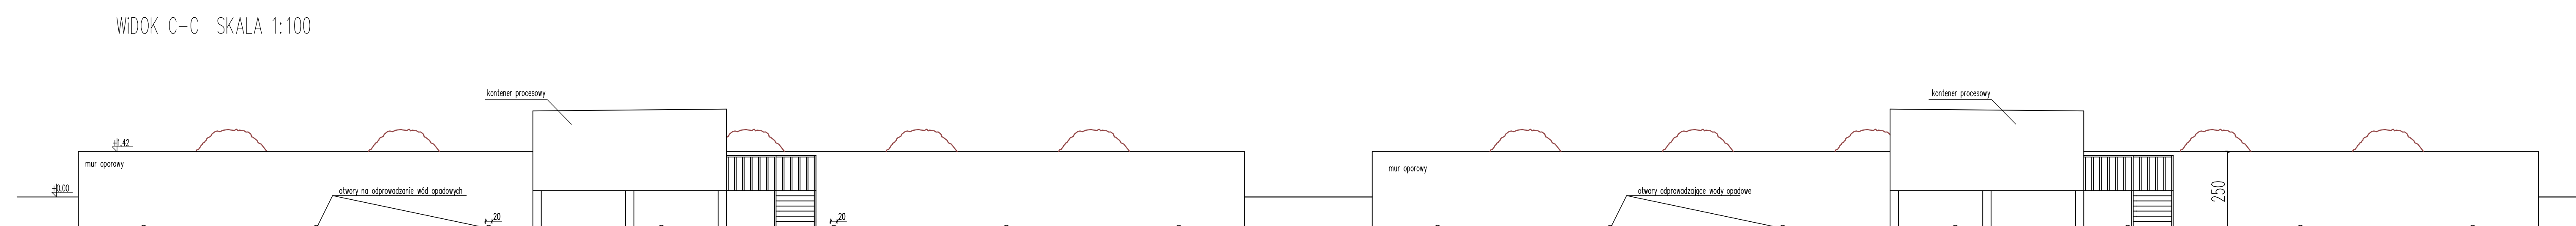 WiDOK C-C SKALA 1:100
kontener procesowy
kontener procesowy
+1,42
mur oporowy
mur oporowy
±0,00
otwory na odprowadzanie wód opadowych
otwory odprowadzające wody opadowe
250
20
20